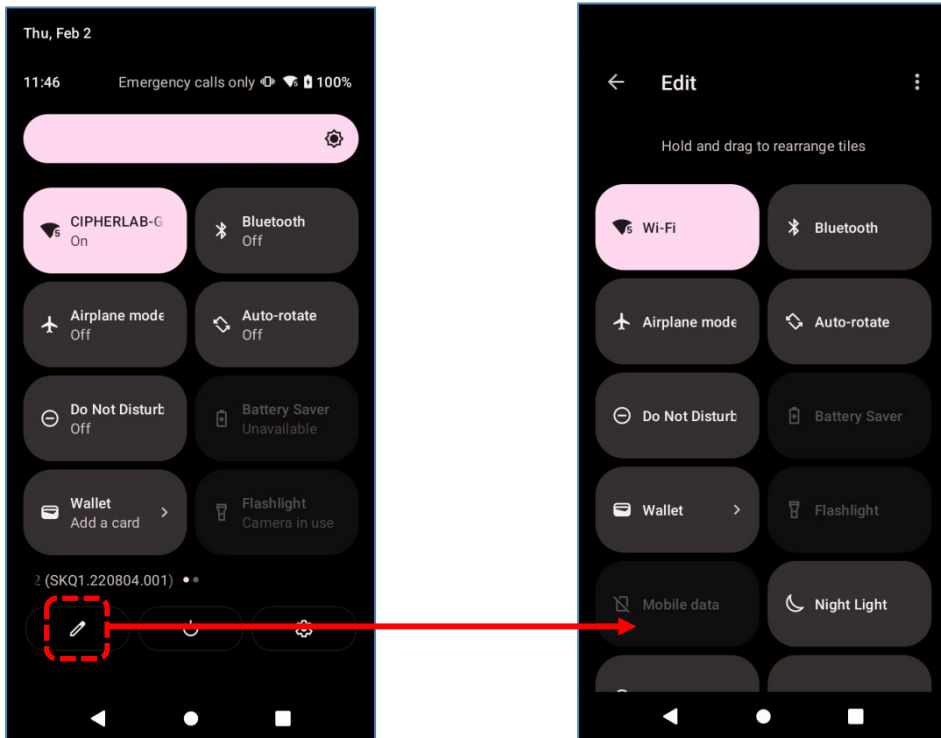 Thu, Feb 2
11:46 Emergency calls only 100%
CIPHERLAB-G
On
Bluetooth
Off
Airplane mode
Off
Auto-rotate
Off
Do Not Disturb
Off
Battery Saver
Unavailable
Wallet
Add a card
Flashlight
Camera in use
2 (SKQ1.220804.001)
Edit
Hold and drag to rearrange tiles
Wi-Fi
Bluetooth
Airplane mode
Auto-rotate
Do Not Disturb
Battery Saver
Wallet
Flashlight
Mobile data
Night Light